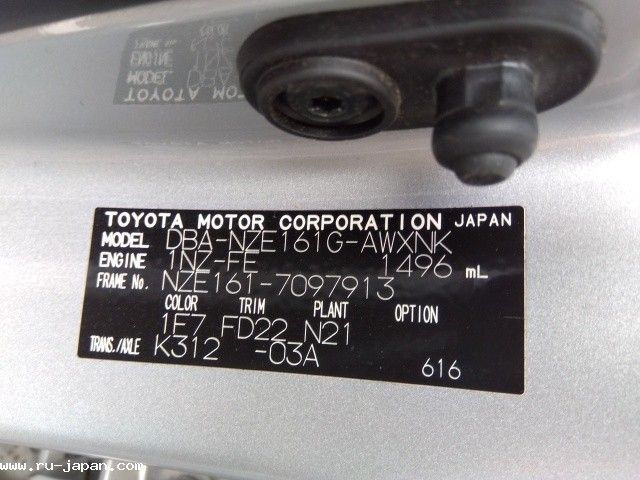 TOYOTA MOTOR CORPORATION JAPAN
MODEL DBA-NZE161G-AWXNK
ENGINE 1NZ-FE 1496 mL
FRAME No. NZE161-7097913
COLOR TRIM PLANT OPTION
1E7 FD22 N21
TRANS./AXLE K312 -03A
616
www.ru-japan.com